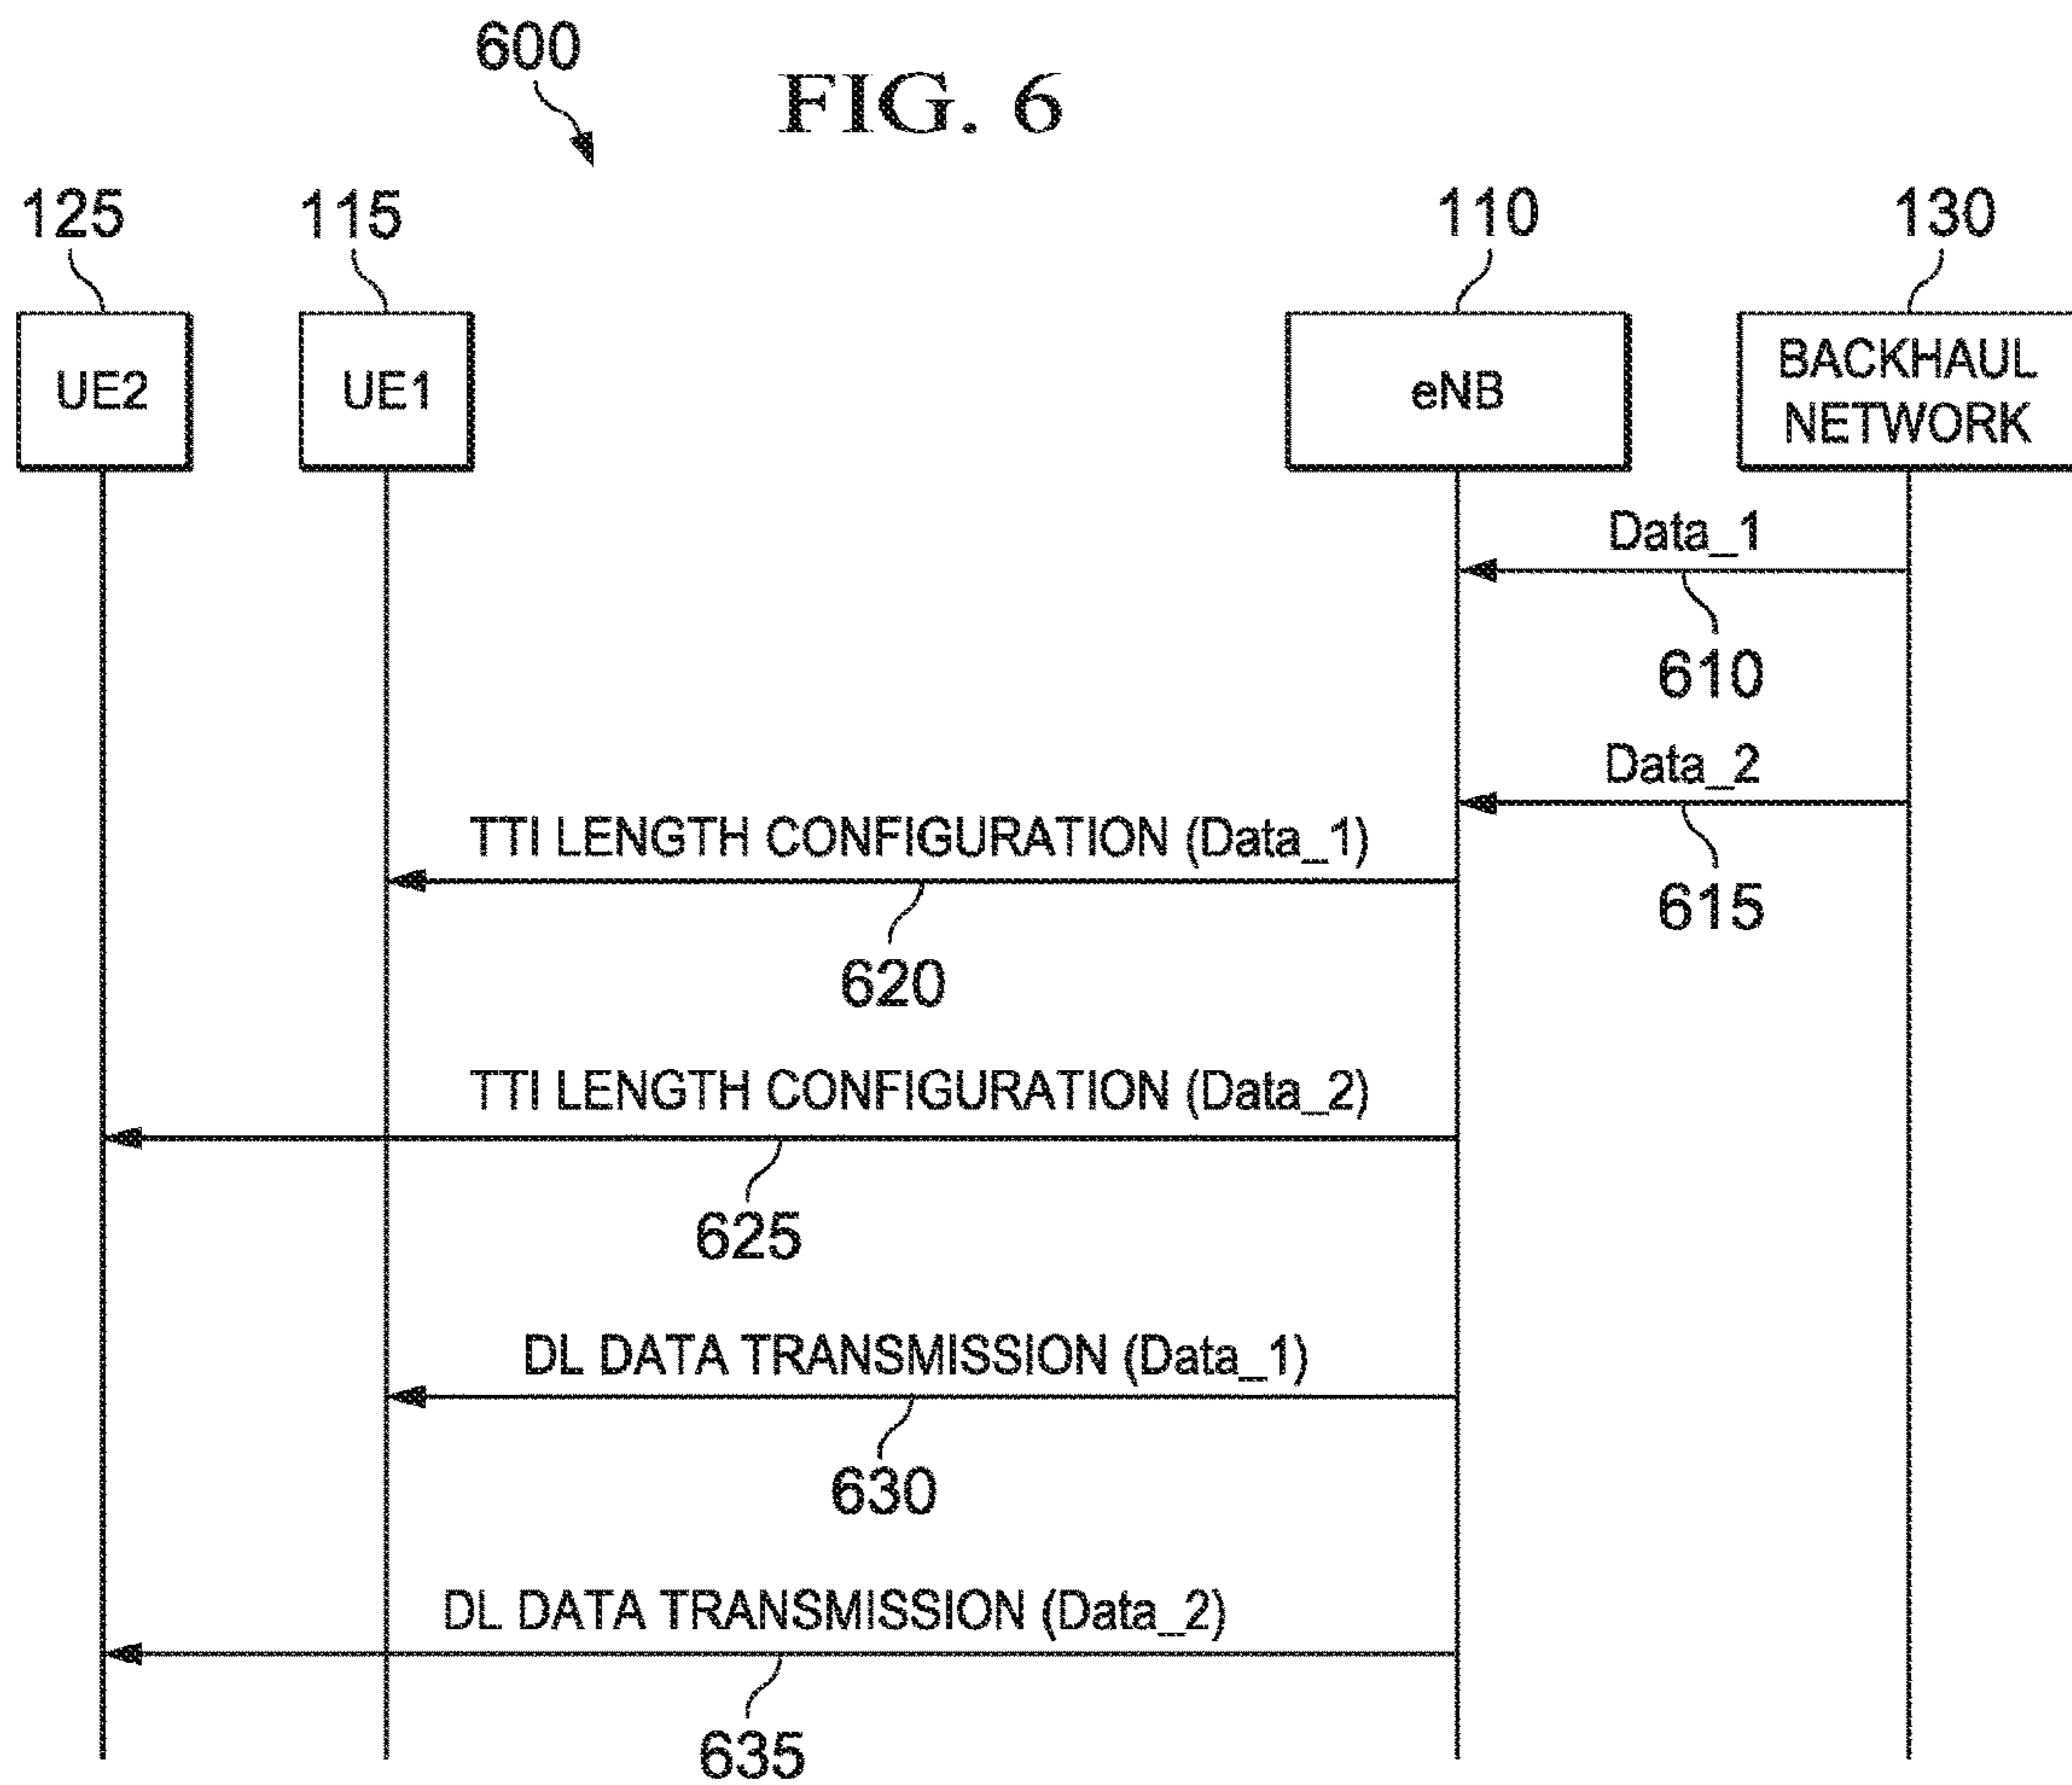 600
FIG. 6
125
115
110
130
UE2
UE1
eNB
BACKHAUL
NETWORK
Data_1
610
Data_2
615
TTI LENGTH CONFIGURATION (Data_1)
620
TTI LENGTH CONFIGURATION (Data_2)
625
DL DATA TRANSMISSION (Data_1)
630
DL DATA TRANSMISSION (Data_2)
635